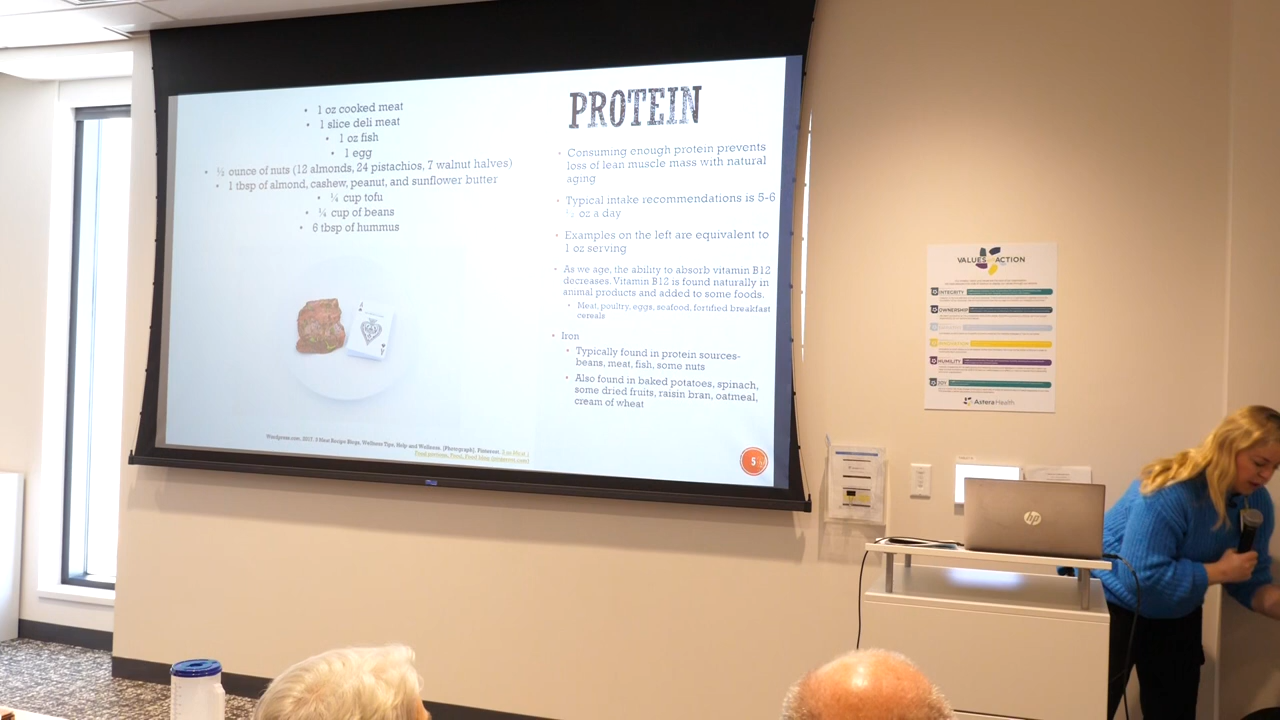 • 1 oz cooked meat
• 1 slice deli meat
• 1 oz fish
• 1 egg
• ½ ounce of nuts (12 almonds, 24 pistachios, 7 walnut halves)
• 1 tbsp of almond, cashew, peanut, and sunflower butter
• ¼ cup tofu
• ¼ cup of beans
• 6 tbsp of hummus
PROTEIN
• Consuming enough protein prevents
loss of lean muscle mass with natural
aging
• Typical intake recommendations is 5-6
½ oz a day
• Examples on the left are equivalent to
1 oz serving
• As we age, the ability to absorb vitamin B12
decreases. Vitamin B12 is found naturally in
animal products and added to some foods.
• Meat, poultry, eggs, seafood, fortified breakfast
cereals
• Iron
• Typically found in protein sources-
beans, meat, fish, some nuts
• Also found in baked potatoes, spinach,
some dried fruits, raisin bran, oatmeal,
cream of wheat
5
VALUES ACTION
INTEGRITY
OWNERSHIP
HUMILITY
JOY
Astera Health
hp